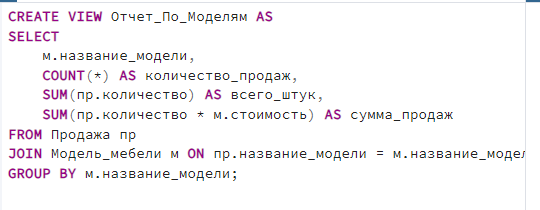 CREATE VIEW Отчет_По_Моделям AS
SELECT
м.название_модели,
COUNT(*) AS количество_продаж,
SUM(пр.количество) AS всего_штук,
SUM(пр.количество * м.стоимость) AS сумма_продаж
FROM Продажа пр
JOIN Модель_мебели м ON пр.название_модели = м.название_модел
GROUP BY м.название_модели;